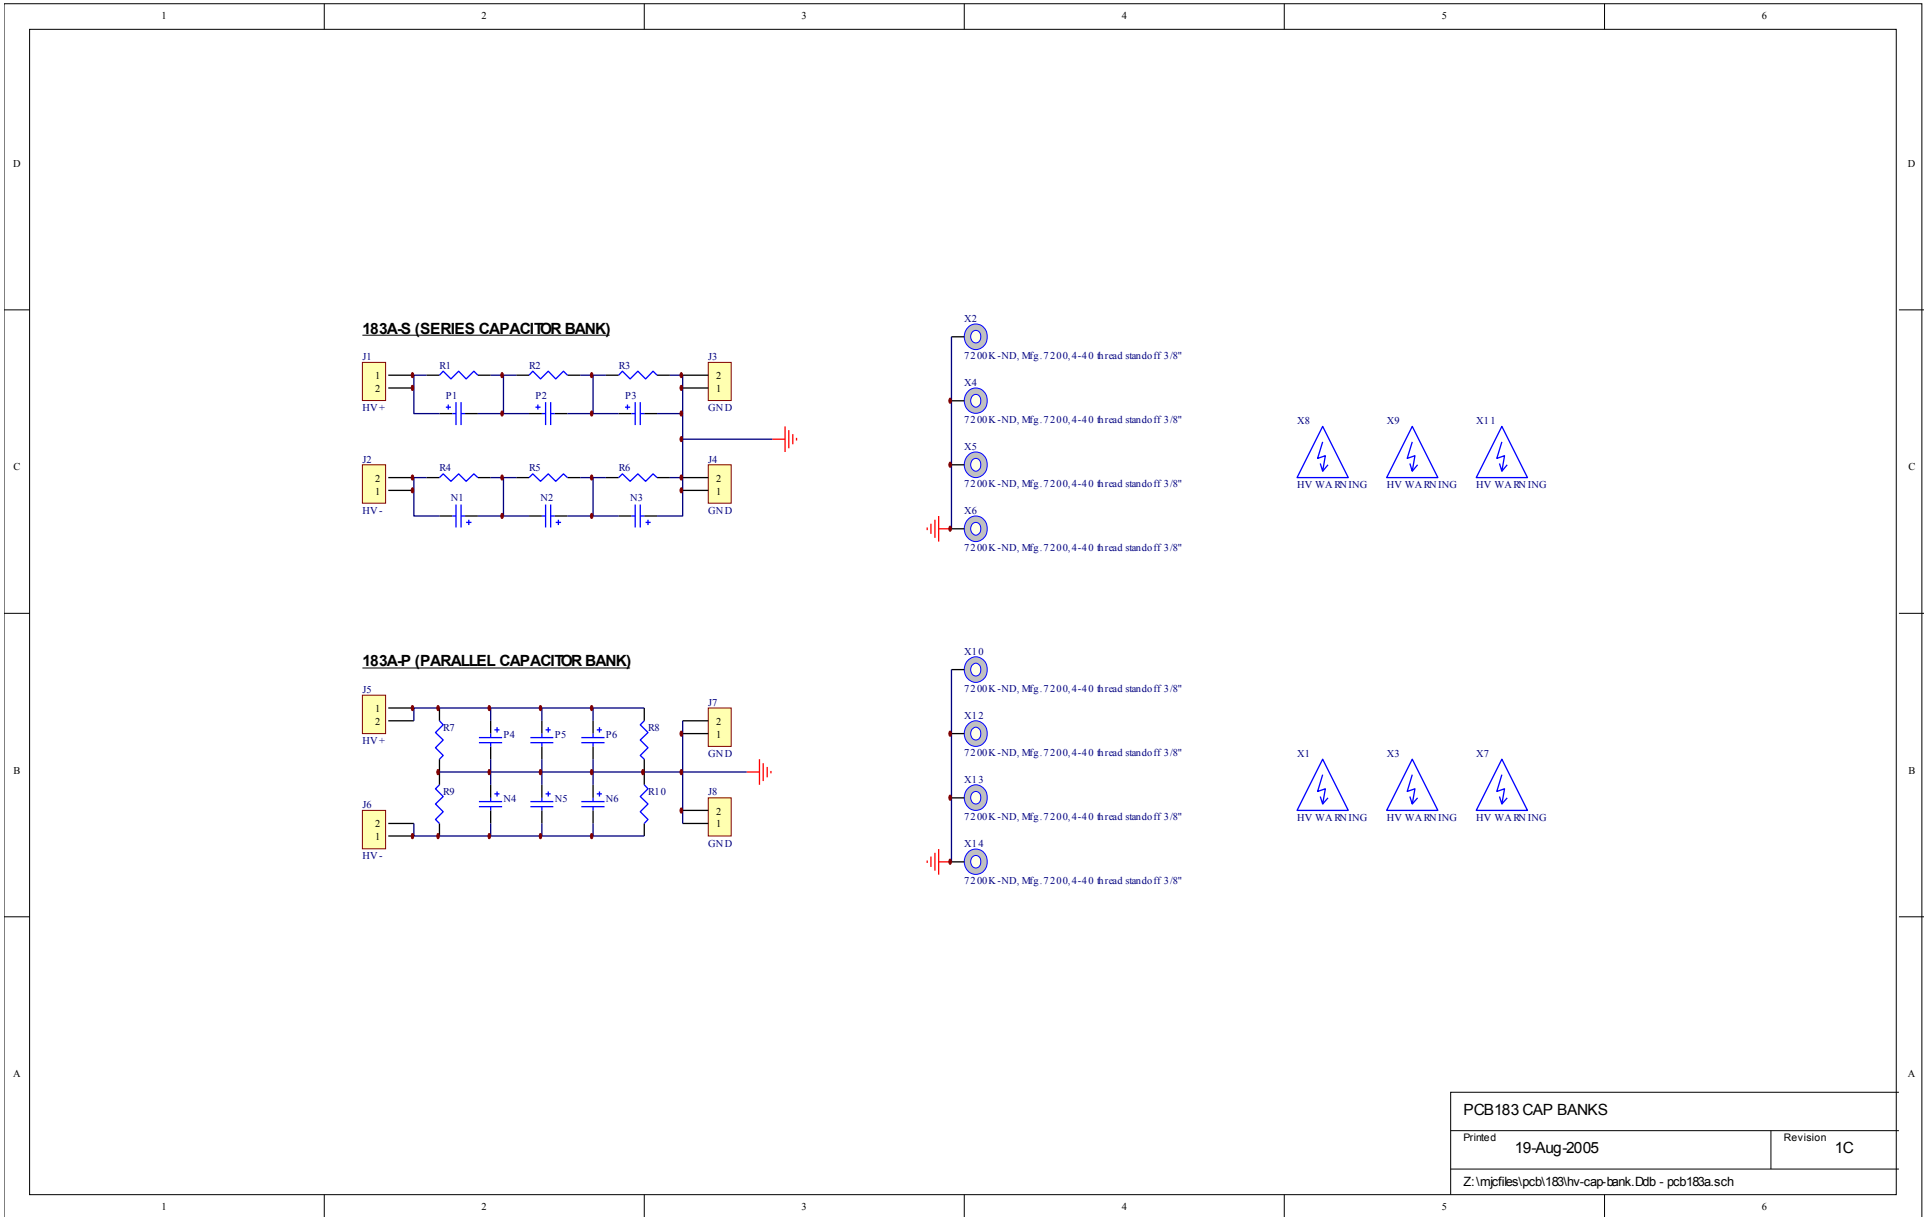 1 2 3 4 5 6
D D
183A-S (SERIES CAPACITOR BANK)
J1 R1 R2 R3 J3
1 2
2 1
P1 P2 P3
+ + +
HV+ GND
J2 R4 R5 R6 J4
2 2
1 1
N1 N2 N3
HV- GND
+ + +
X2
7200K-ND, Mfg. 7200, 4-40 thread standoff 3/8"
X4
7200K-ND, Mfg. 7200, 4-40 thread standoff 3/8"
X5
7200K-ND, Mfg. 7200, 4-40 thread standoff 3/8"
X6
7200K-ND, Mfg. 7200, 4-40 thread standoff 3/8"
X8 X9 X11
HV WARNING HV WARNING HV WARNING
C C
183A-P (PARALLEL CAPACITOR BANK)
J5 J7
1 2
2 1
R7 + P4 + P5 + P6 R8
HV+ GND
J6 J8
2 2
1 1
R9 + N4 + N5 + N6 R10
HV- GND
X10
7200K-ND, Mfg. 7200, 4-40 thread standoff 3/8"
X12
7200K-ND, Mfg. 7200, 4-40 thread standoff 3/8"
X13
7200K-ND, Mfg. 7200, 4-40 thread standoff 3/8"
X14
7200K-ND, Mfg. 7200, 4-40 thread standoff 3/8"
X1 X3 X7
HV WARNING HV WARNING HV WARNING
B B
A A
PCB183 CAP BANKS
Printed 19-Aug-2005 Revision 1C
Z:\mjcfiles\pcb\183\hv-cap-bank.Ddb - pcb183a.sch
1 2 3 4 5 6